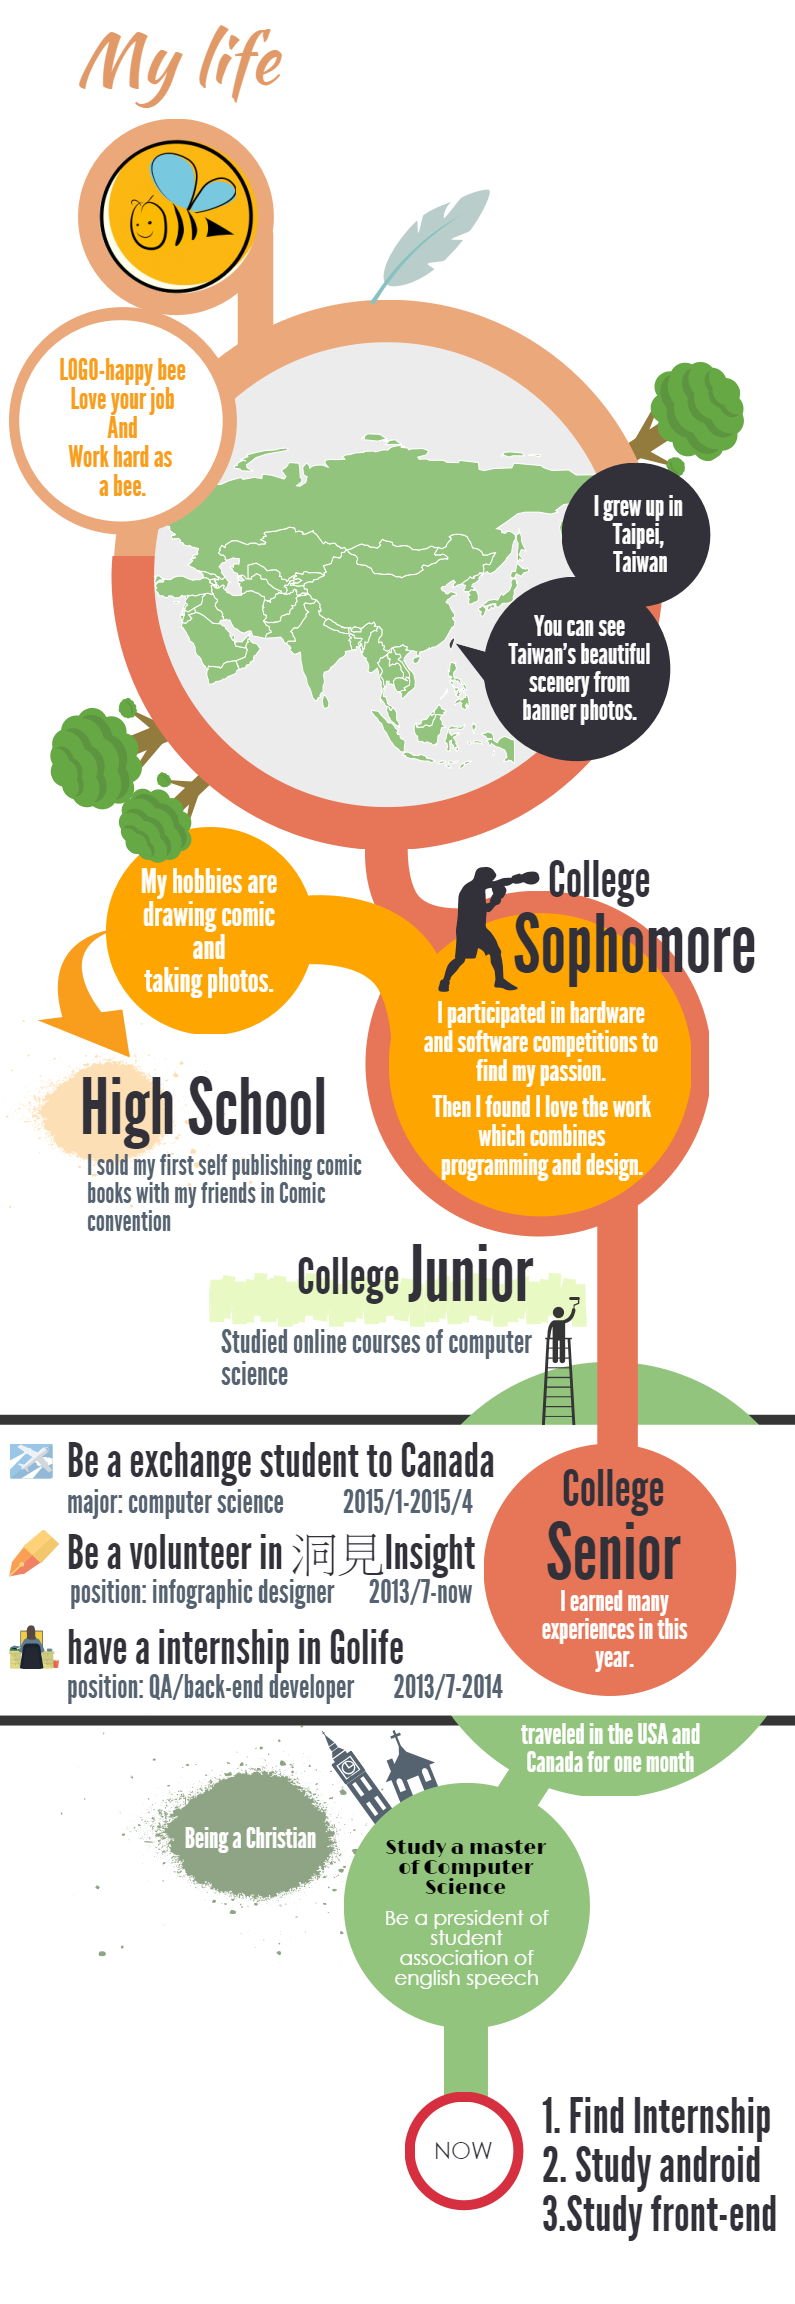 My life
LOGO-happy bee
Love your job
And
Work hard as
a bee.
I grew up in
Taipei,
Taiwan
You can see
Taiwan's beautiful
scenery from
banner photos.
My hobbies are
drawing comic
and
taking photos.
College
Sophomore
I participated in hardware
and software competitions to
find my passion.
Then I found I love the work
which combines
programming and design.
High School
I sold my first self publishing comic
books with my friends in Comic
convention
College Junior
Studied online courses of computer
science
Be a exchange student to Canada
major: computer science 2015/1-2015/4
Be a volunteer in 洞見Insight
position: infographic designer 2013/7-now
have a internship in Golife
position: QA/back-end developer 2013/7-2014
College
Senior
I earned many
experiences in this
year.
traveled in the USA and
Canada for one month
Being a Christian
Study a master
of Computer
Science
Be a president of
student
association of
english speech
NOW
1. Find Internship
2. Study android
3.Study front-end